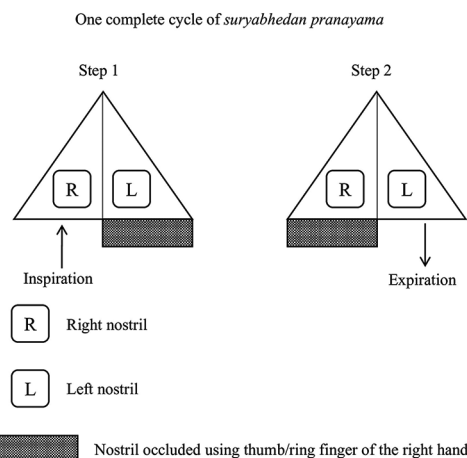 One complete cycle of suryabhedan pranayama
Step 1 Step 2
R L R L
Inspiration Expiration
R Right nostril
L Left nostril
Nostril occluded using thumb/ring finger of the right hand